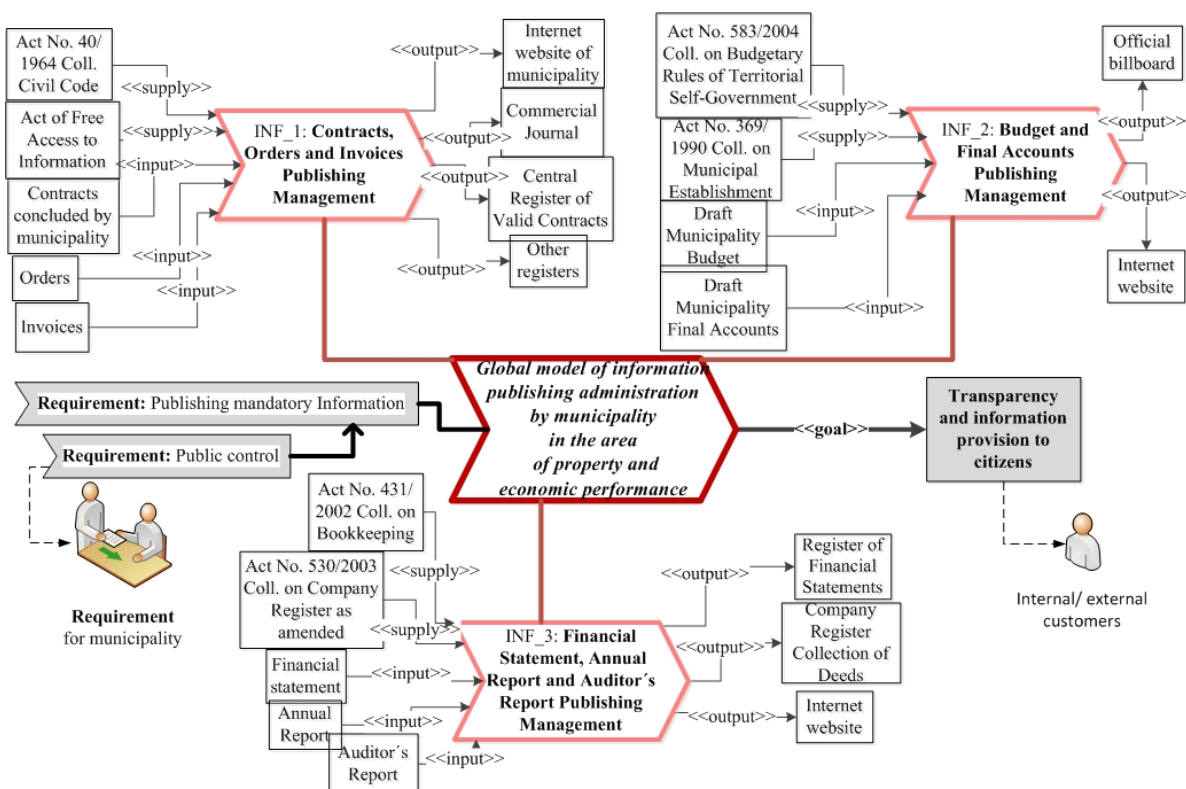 Act No. 40/
1964 Coll.
Civil Code
<<supply>>
Act of Free
Access to
Information
<<supply>>
<<input>>
Contracts
concluded by
municipality
<<input>>
Orders
<<input>>
Invoices
INF_1: Contracts,
Orders and Invoices
Publishing
Management
<<output>>
Internet
website of
municipality
<<output>>
Commercial
Journal
<<output>>
Central
Register of
Valid Contracts
<<output>>
Other
registers
Act No. 583/2004
Coll. on Budgetary
Rules of Territorial
Self-Government
<<supply>>
Act No. 369/
1990 Coll. on
Municipal
Establishment
<<supply>>
Draft
Municipality
Budget
<<input>>
Draft
Municipality
Final Accounts
<<input>>
INF_2: Budget and
Final Accounts
Publishing
Management
Official
billboard
<<output>>
<<output>>
Internet
website
Requirement: Publishing mandatory Information
Requirement: Public control
Requirement
for municipality
Global model of information
publishing administration
by municipality
in the area
of property and
economic performance
<<goal>>
Transparency
and information
provision to
citizens
Internal/ external
customers
Act No. 431/
2002 Coll. on
Bookkeeping
<<supply>>
Act No. 530/2003
Coll. on Company
Register as
amended
<<supply>>
Financial
statement
<<input>>
Annual
Report
<<input>>
Auditor´s
Report
<<input>>
INF_3: Financial
Statement, Annual
Report and Auditor´s
Report Publishing
Management
<<output>>
Register of
Financial
Statements
<<output>>
Company
Register
Collection of
Deeds
<<output>>
Internet
website